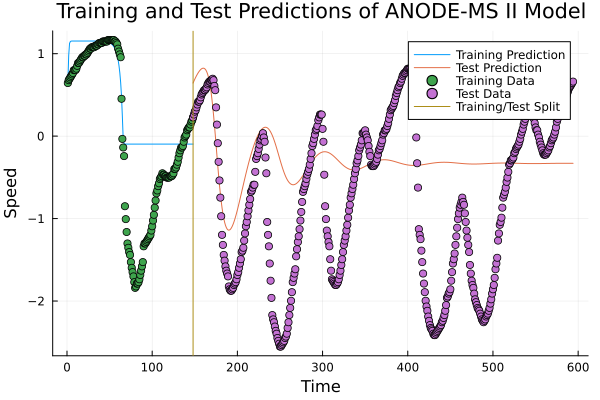 Training and Test Predictions of ANODE-MS II Model
Training Prediction
Test Prediction
Training Data
Test Data
Training/Test Split
1
0
−1
−2
Speed
0
100
200
300
400
500
600
Time